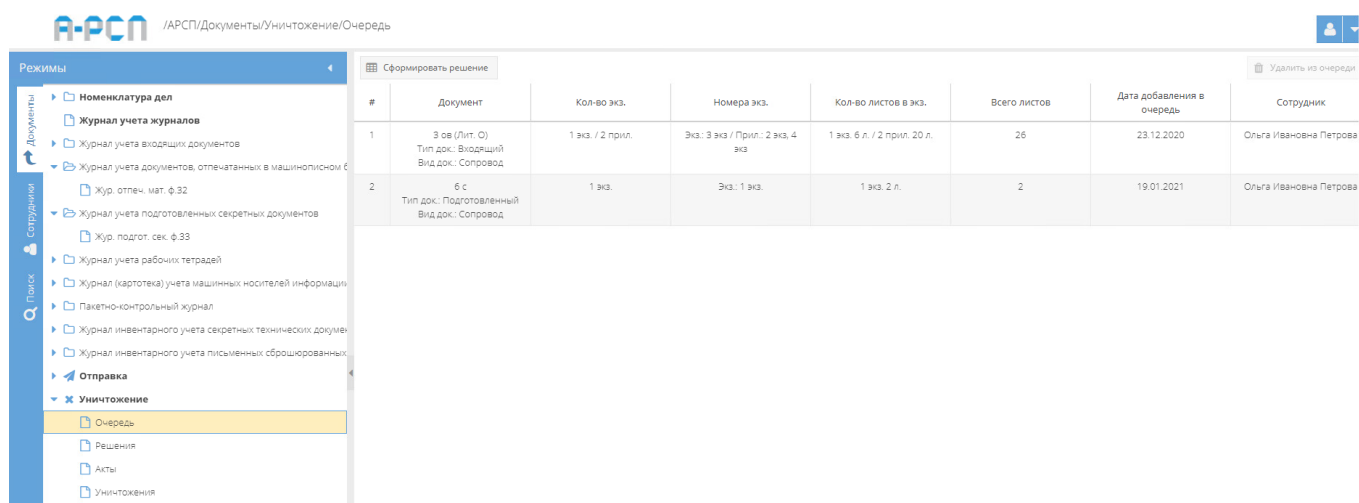 А-РСП
/АРСП/Документы/Уничтожение/Очередь
Режимы
Документы
Сотрудники
Поиск
Номенклатура дел
Журнал учета журналов
Журнал учета входящих документов
Журнал учета документов, отпечатанных в машинописном б
Жур. отпеч. мат. ф.32
Журнал учета подготовленных секретных документов
Жур. подгот. сек. ф.33
Журнал учета рабочих тетрадей
Журнал (картотека) учета машинных носителей информации
Пакетно-контрольный журнал
Журнал инвентарного учета секретных технических докумен
Журнал инвентарного учета письменных сброшюрованных
Отправка
Уничтожение
Очередь
Решения
Акты
Уничтожения
Сформировать решение
Удалить из очереди
# Документ Кол-во экз. Номера экз. Кол-во листов в экз. Всего листов Дата добавления в очередь Сотрудник
1 3 ов (Лит. О) 1 экз. / 2 прил. Экз.: 3 экз / Прил.: 2 экз, 4 1 экз. 6 л. / 2 прил. 20 л. 26 23.12.2020 Ольга Ивановна Петрова
Тип док.: Входящий экз
Вид док.: Сопровод
2 6 с 1 экз. Экз.: 1 экз. 1 экз. 2 л. 2 19.01.2021 Ольга Ивановна Петрова
Тип док.: Подготовленный
Вид док.: Сопровод